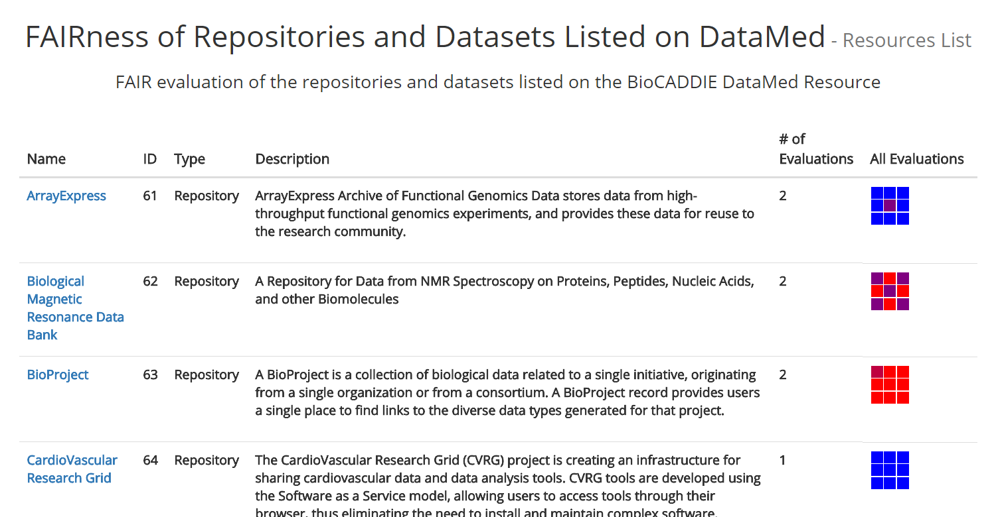 FAIRness of Repositories and Datasets Listed on DataMed - Resources List
FAIR evaluation of the repositories and datasets listed on the BioCADDIE DataMed Resource
# of
Name ID Type Description Evaluations All Evaluations
ArrayExpress 61 Repository ArrayExpress Archive of Functional Genomics Data stores data from high- 2
throughput functional genomics experiments, and provides these data for reuse to
the research community.
Biological 62 Repository A Repository for Data from NMR Spectroscopy on Proteins, Peptides, Nucleic Acids, 2
Magnetic and other Biomolecules
Resonance Data
Bank
BioProject 63 Repository A BioProject is a collection of biological data related to a single initiative, originating 2
from a single organization or from a consortium. A BioProject record provides users
a single place to find links to the diverse data types generated for that project.
CardioVascular 64 Repository The CardioVascular Research Grid (CVRG) project is creating an infrastructure for 1
Research Grid sharing cardiovascular data and data analysis tools. CVRG tools are developed using
the Software as a Service model, allowing users to access tools through their
browser, thus eliminating the need to install and maintain complex software.